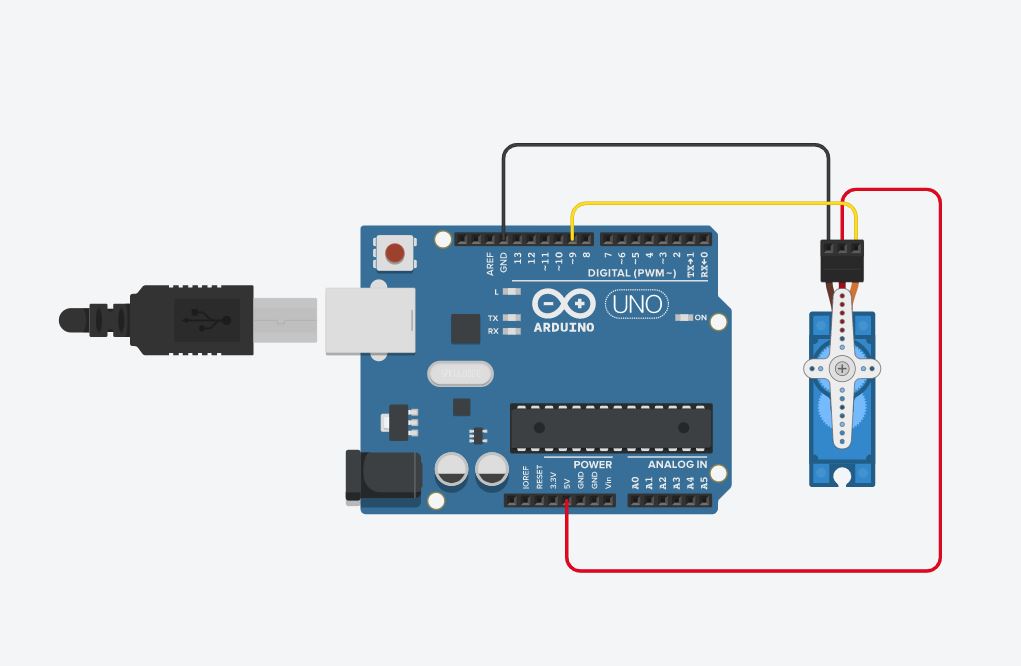 AREF
GND
13
12
~11
~10
~9
8
7
~6
~5
4
~3
2
TX→1
RX←0
DIGITAL (PWM~)
L
TX
RX
ARDUINO
UNO
ON
POWER
ANALOG IN
IOREF
RESET
3.3V
5V
GND
GND
Vin
A0
A1
A2
A3
A4
A5